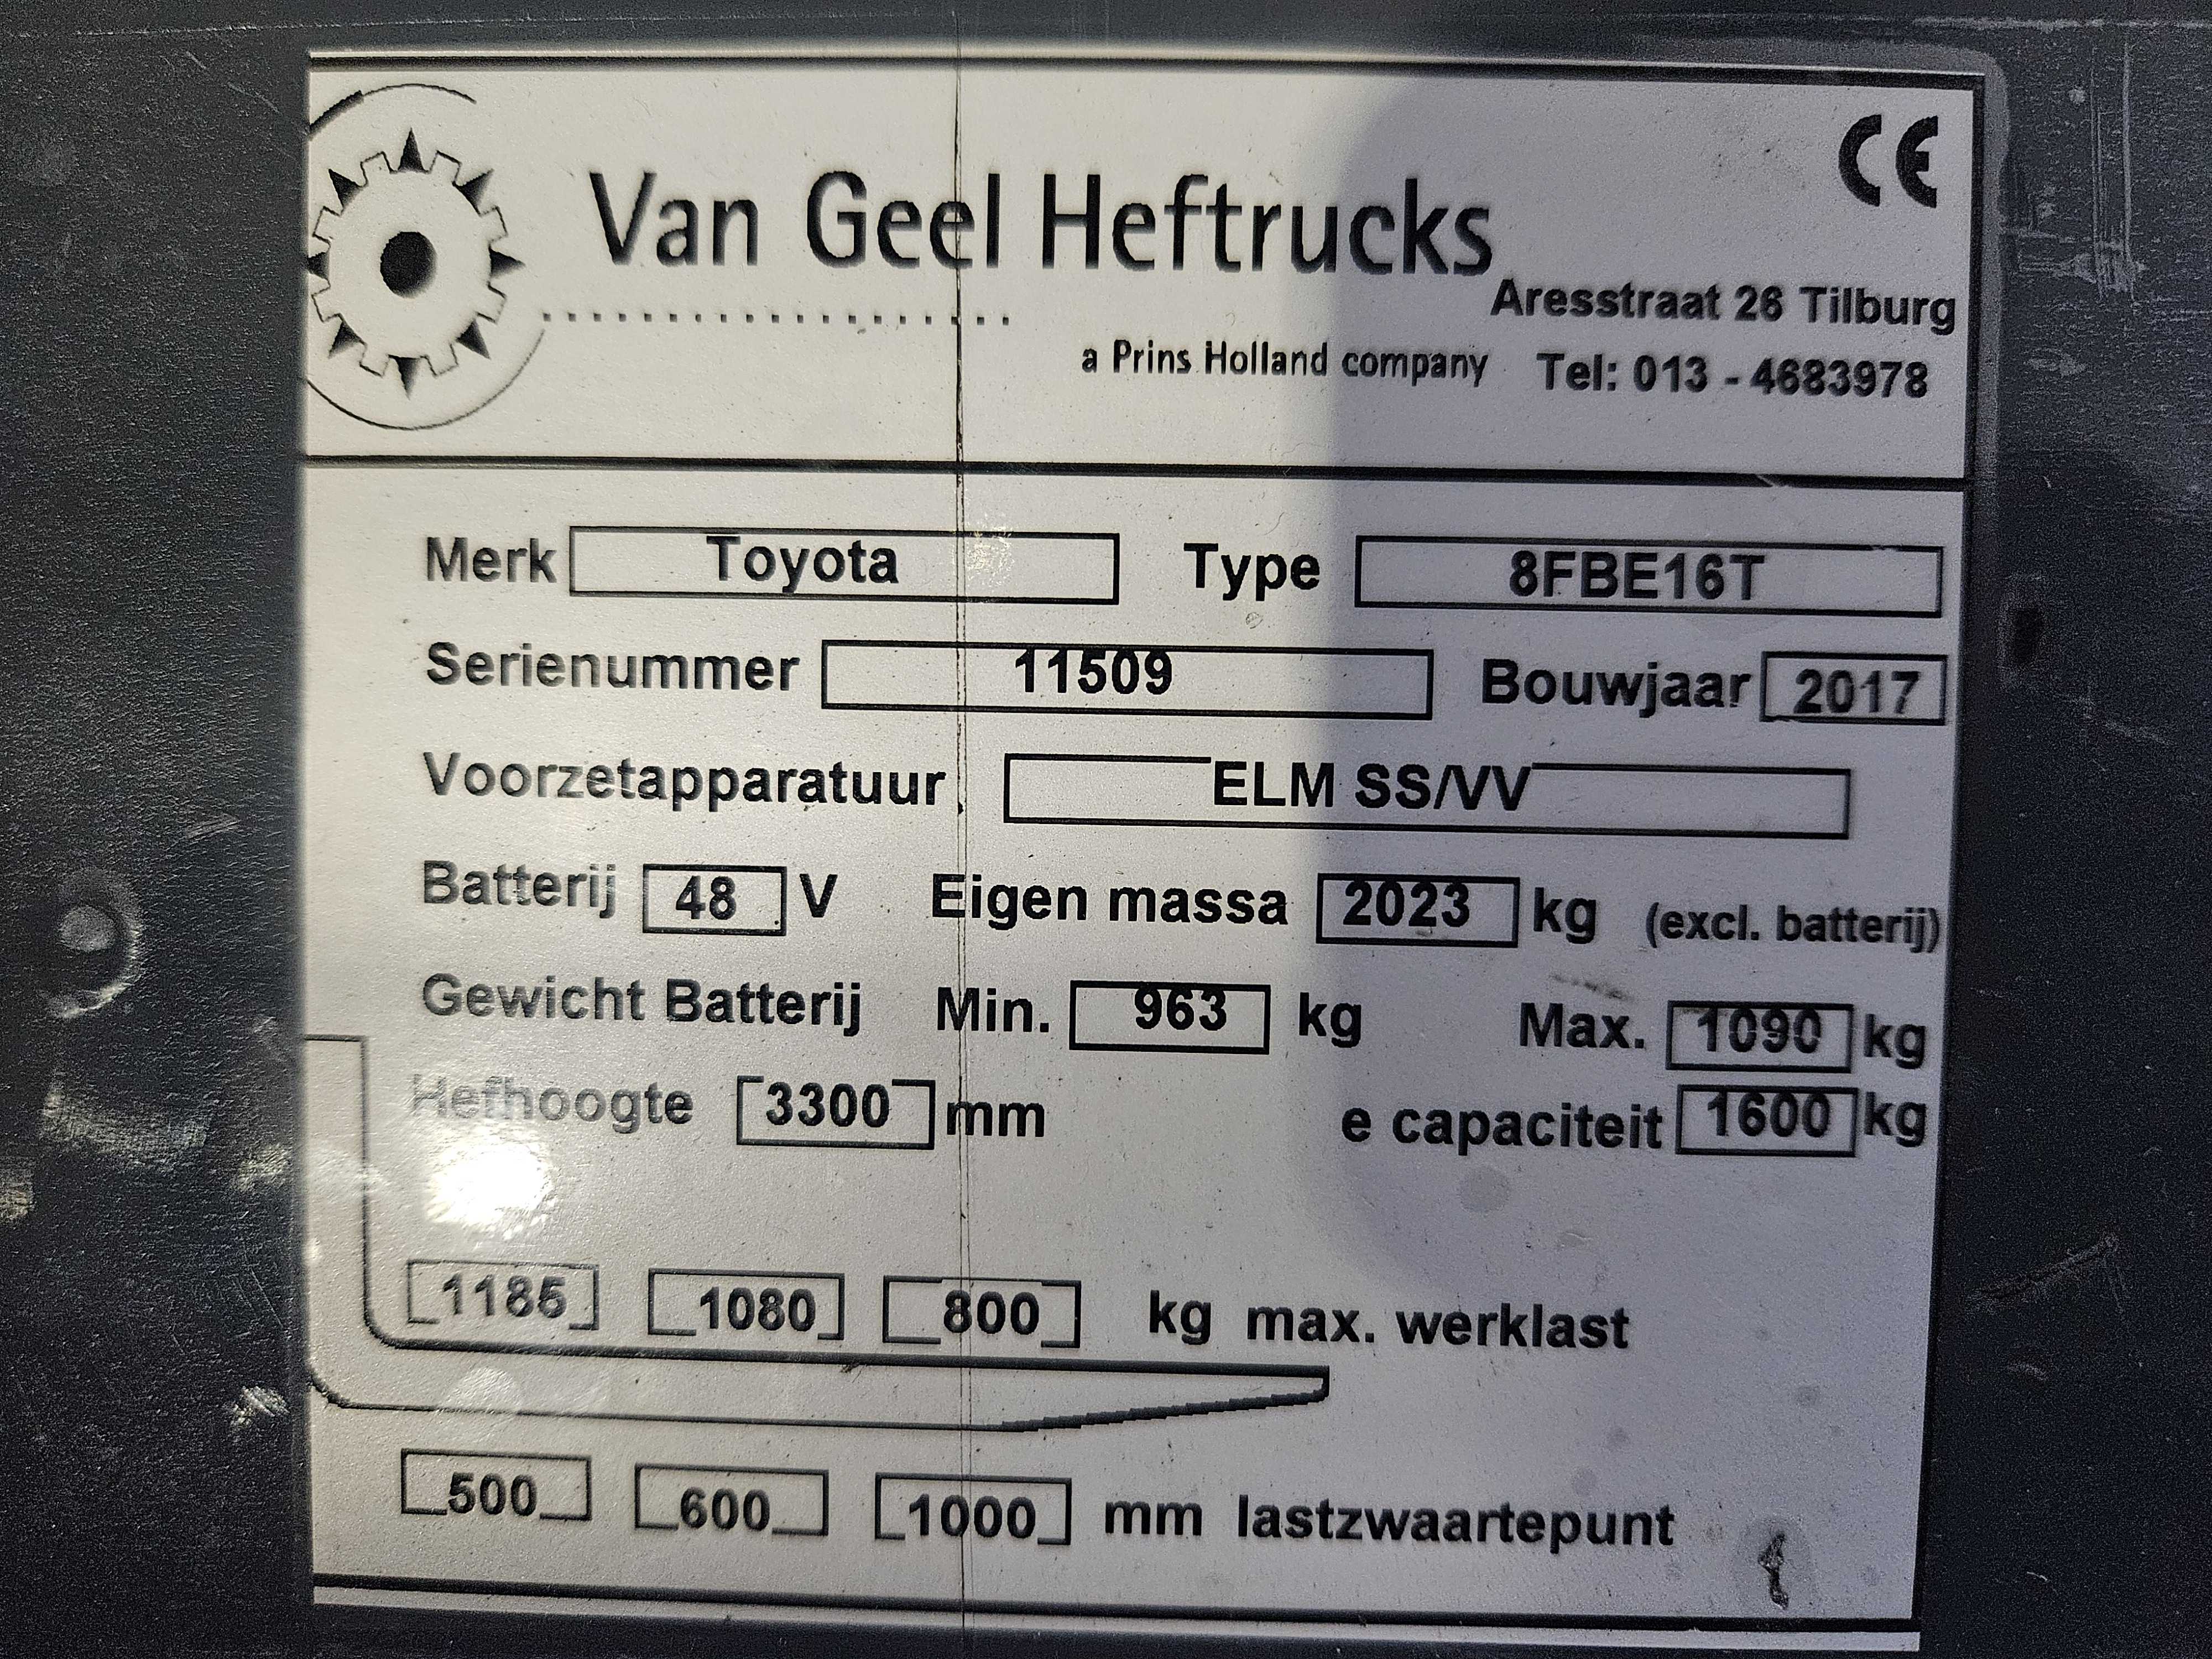 CE
Van Geel Heftrucks
Aresstraat 26 Tilburg
a Prins Holland company Tel: 013 - 4683978
Merk Toyota Type 8FBE16T
Serienummer 11509 Bouwjaar 2017
Voorzetapparatuur ELM SS/VV
Batterij 48 V Eigen massa 2023 kg (excl. batterij)
Gewicht Batterij Min. 963 kg Max. 1090 kg
Hefhoogte 3300 mm e capaciteit 1600 kg
1185 1080 800 kg max. werklast
500 600 1000 mm lastzwaartepunt